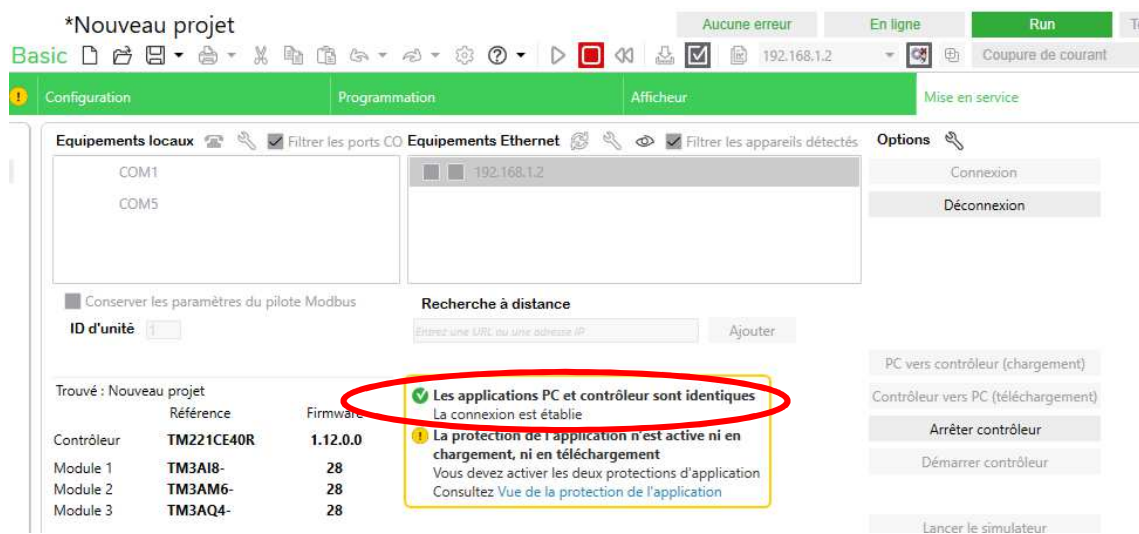 *Nouveau projet
Aucune erreur
En ligne
Run
Basic
192.168.1.2
Coupure de courant
Configuration
Programmation
Afficheur
Mise en service
Equipements locaux
Filtrer les ports CO
Equipements Ethernet
Filtrer les appareils détectés
Options
COM1
192.168.1.2
Connexion
COM5
Déconnexion
Conserver les paramètres du pilote Modbus
Recherche à distance
ID d'unité 1
Entrez une URL ou une adresse IP
Ajouter
PC vers contrôleur (chargement)
Contrôleur vers PC (téléchargement)
Arrêter contrôleur
Démarrer contrôleur
Lancer le simulateur
Trouvé : Nouveau projet
Référence Firmware
Contrôleur TM221CE40R 1.12.0.0
Module 1 TM3AI8- 28
Module 2 TM3AM6- 28
Module 3 TM3AQ4- 28
Les applications PC et contrôleur sont identiques
La connexion est établie
La protection de l'application n'est active ni en
chargement, ni en téléchargement
Vous devez activer les deux protections d'application
Consultez Vue de la protection de l'application